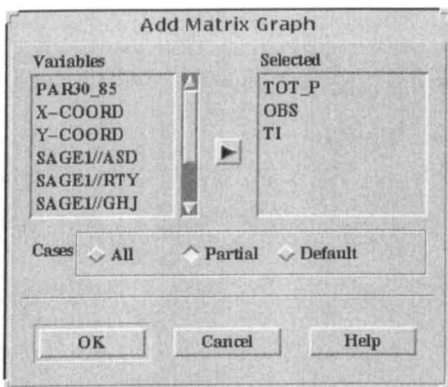 Add Matrix Graph
Variables
Selected
PAR30_85
X-COORD
Y-COORD
SAGE1//ASD
SAGE1//RTY
SAGE1//GHJ
TOT_P
OBS
TI
Cases All Partial Default
OK Cancel Help